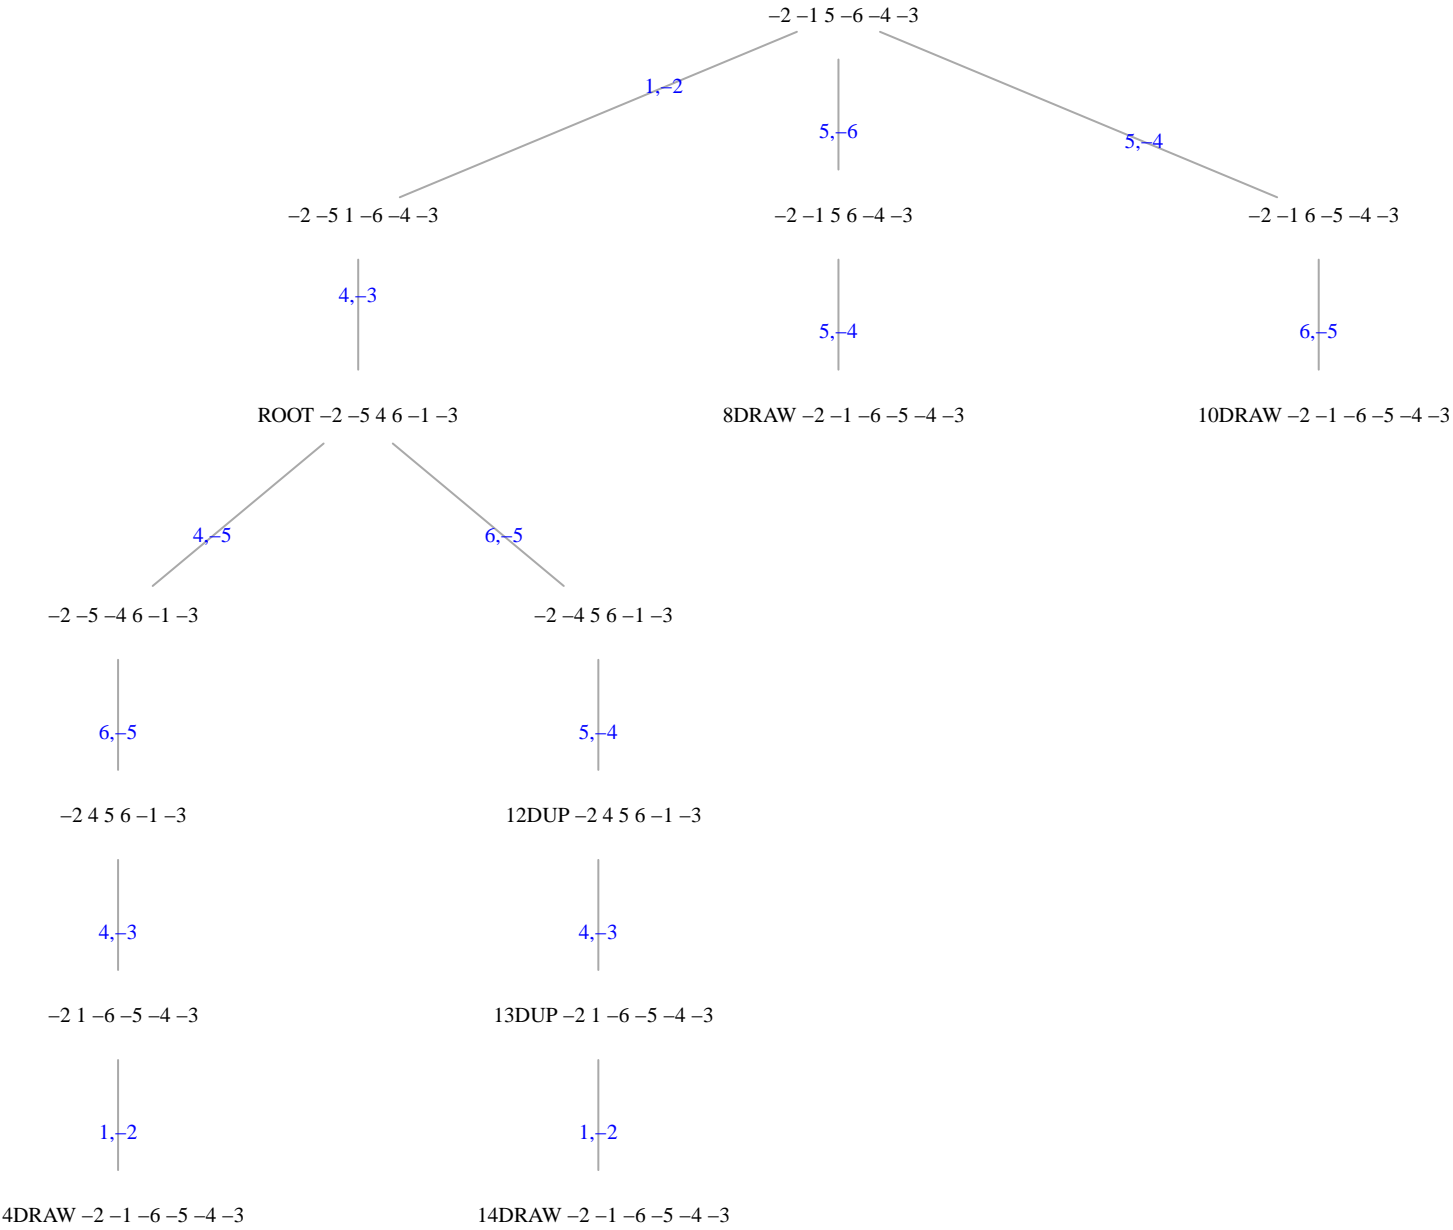 –2 –1 5 –6 –4 –3
1,–2
5,–6
5,–4
–2 –5 1 –6 –4 –3
–2 –1 5 6 –4 –3
–2 –1 6 –5 –4 –3
4,–3
5,–4
6,–5
ROOT –2 –5 4 6 –1 –3
8DRAW –2 –1 –6 –5 –4 –3
10DRAW –2 –1 –6 –5 –4 –3
4,–5
6,–5
–2 –5 –4 6 –1 –3
–2 –4 5 6 –1 –3
6,–5
5,–4
–2 4 5 6 –1 –3
12DUP –2 4 5 6 –1 –3
4,–3
4,–3
–2 1 –6 –5 –4 –3
13DUP –2 1 –6 –5 –4 –3
1,–2
1,–2
4DRAW –2 –1 –6 –5 –4 –3
14DRAW –2 –1 –6 –5 –4 –3